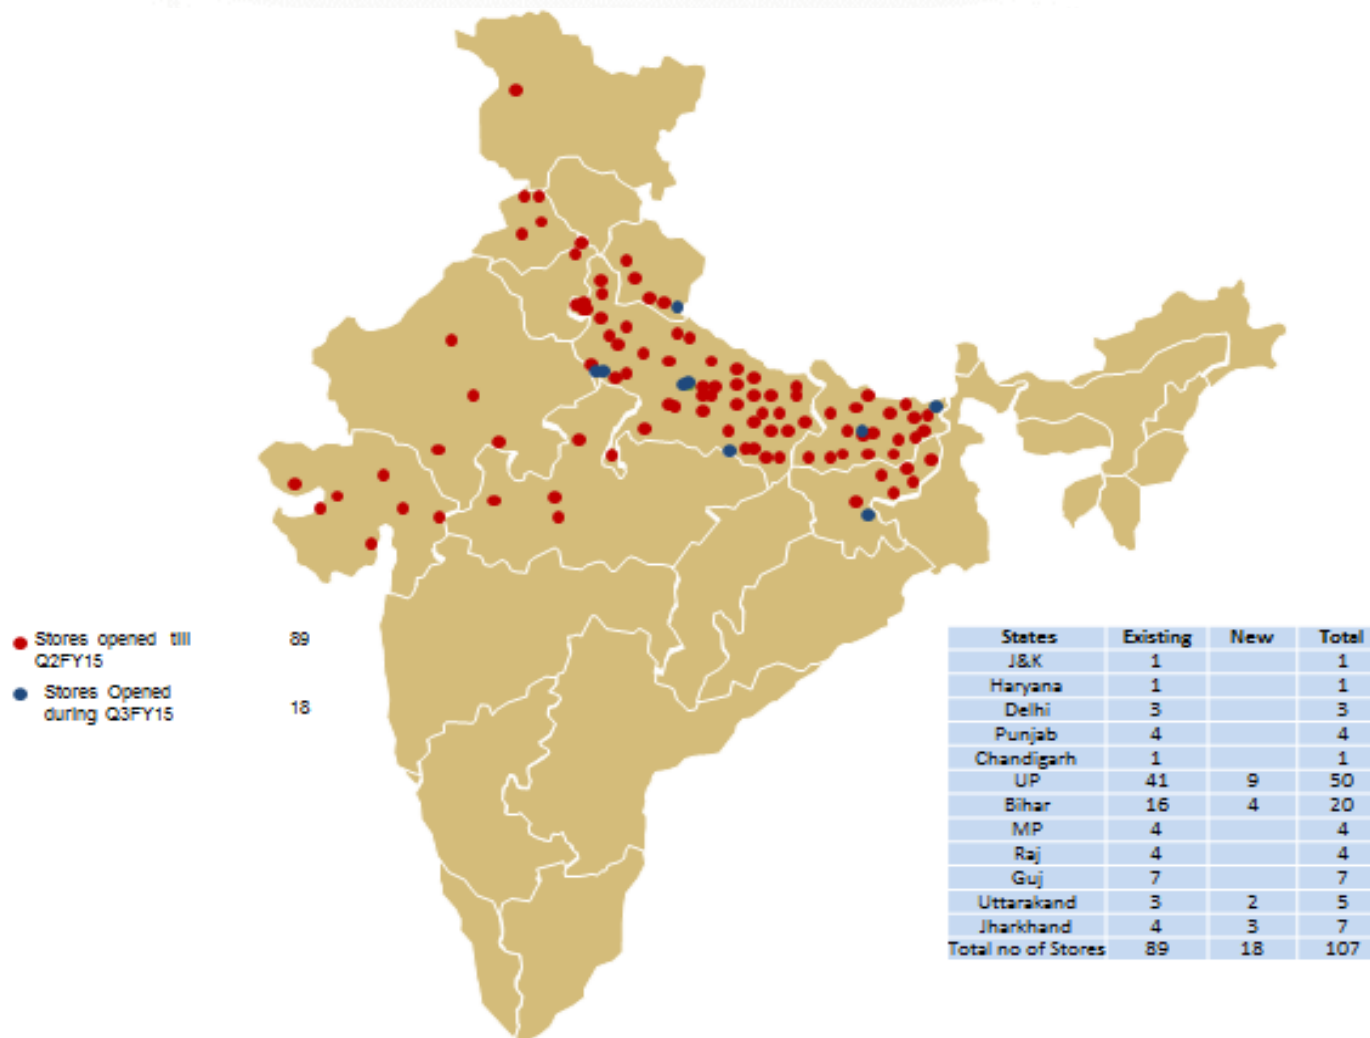 Stores opened till 89
Q2FY15
Stores Opened
during Q3FY15 18
States Existing New Total
J&K 1 1
Haryana 1 1
Delhi 3 3
Punjab 4 4
Chandigarh 1 1
UP 41 9 50
Bihar 16 4 20
MP 4 4
Raj 4 4
Guj 7 7
Uttarakand 3 2 5
Jharkhand 4 3 7
Total no of Stores 89 18 107